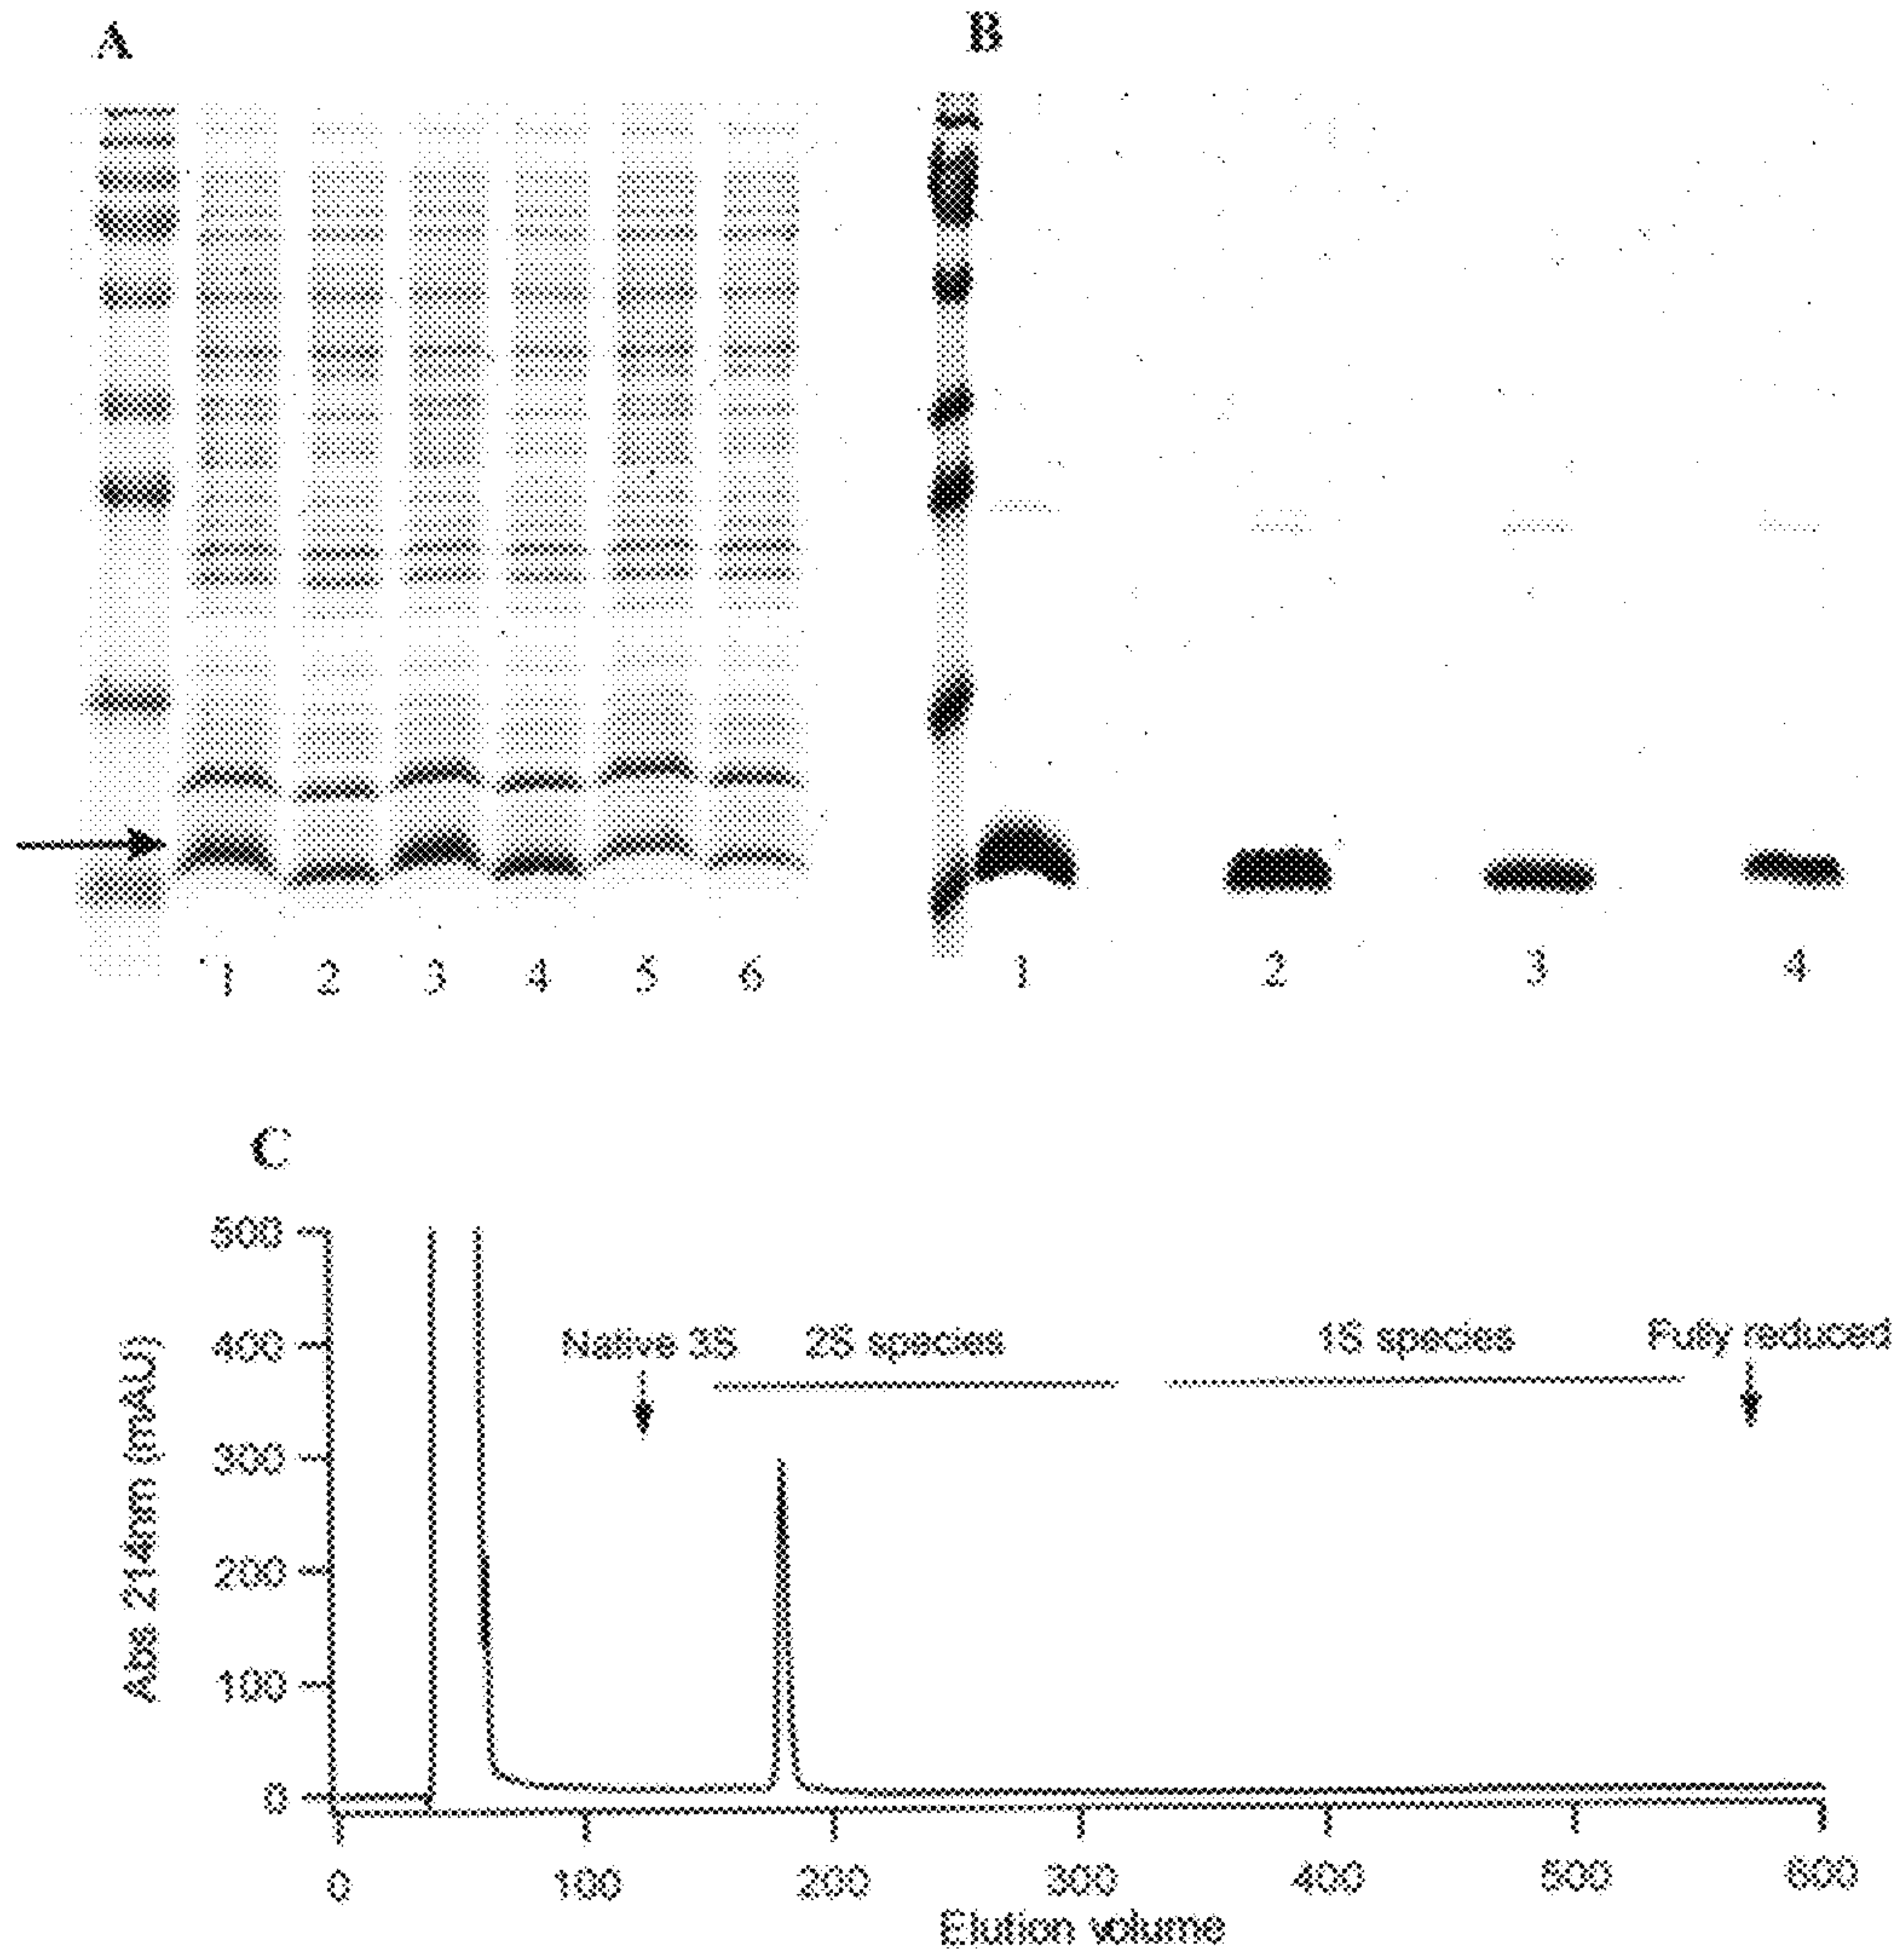 A
B
1 2 3 4 5 6
1 2 3 4
C
500
400
300
200
100
0
Abs 214nm (mAU)
Native 3S
2S species
1S species
Fully reduced
0 100 200 300 400 500 600
Elution volume